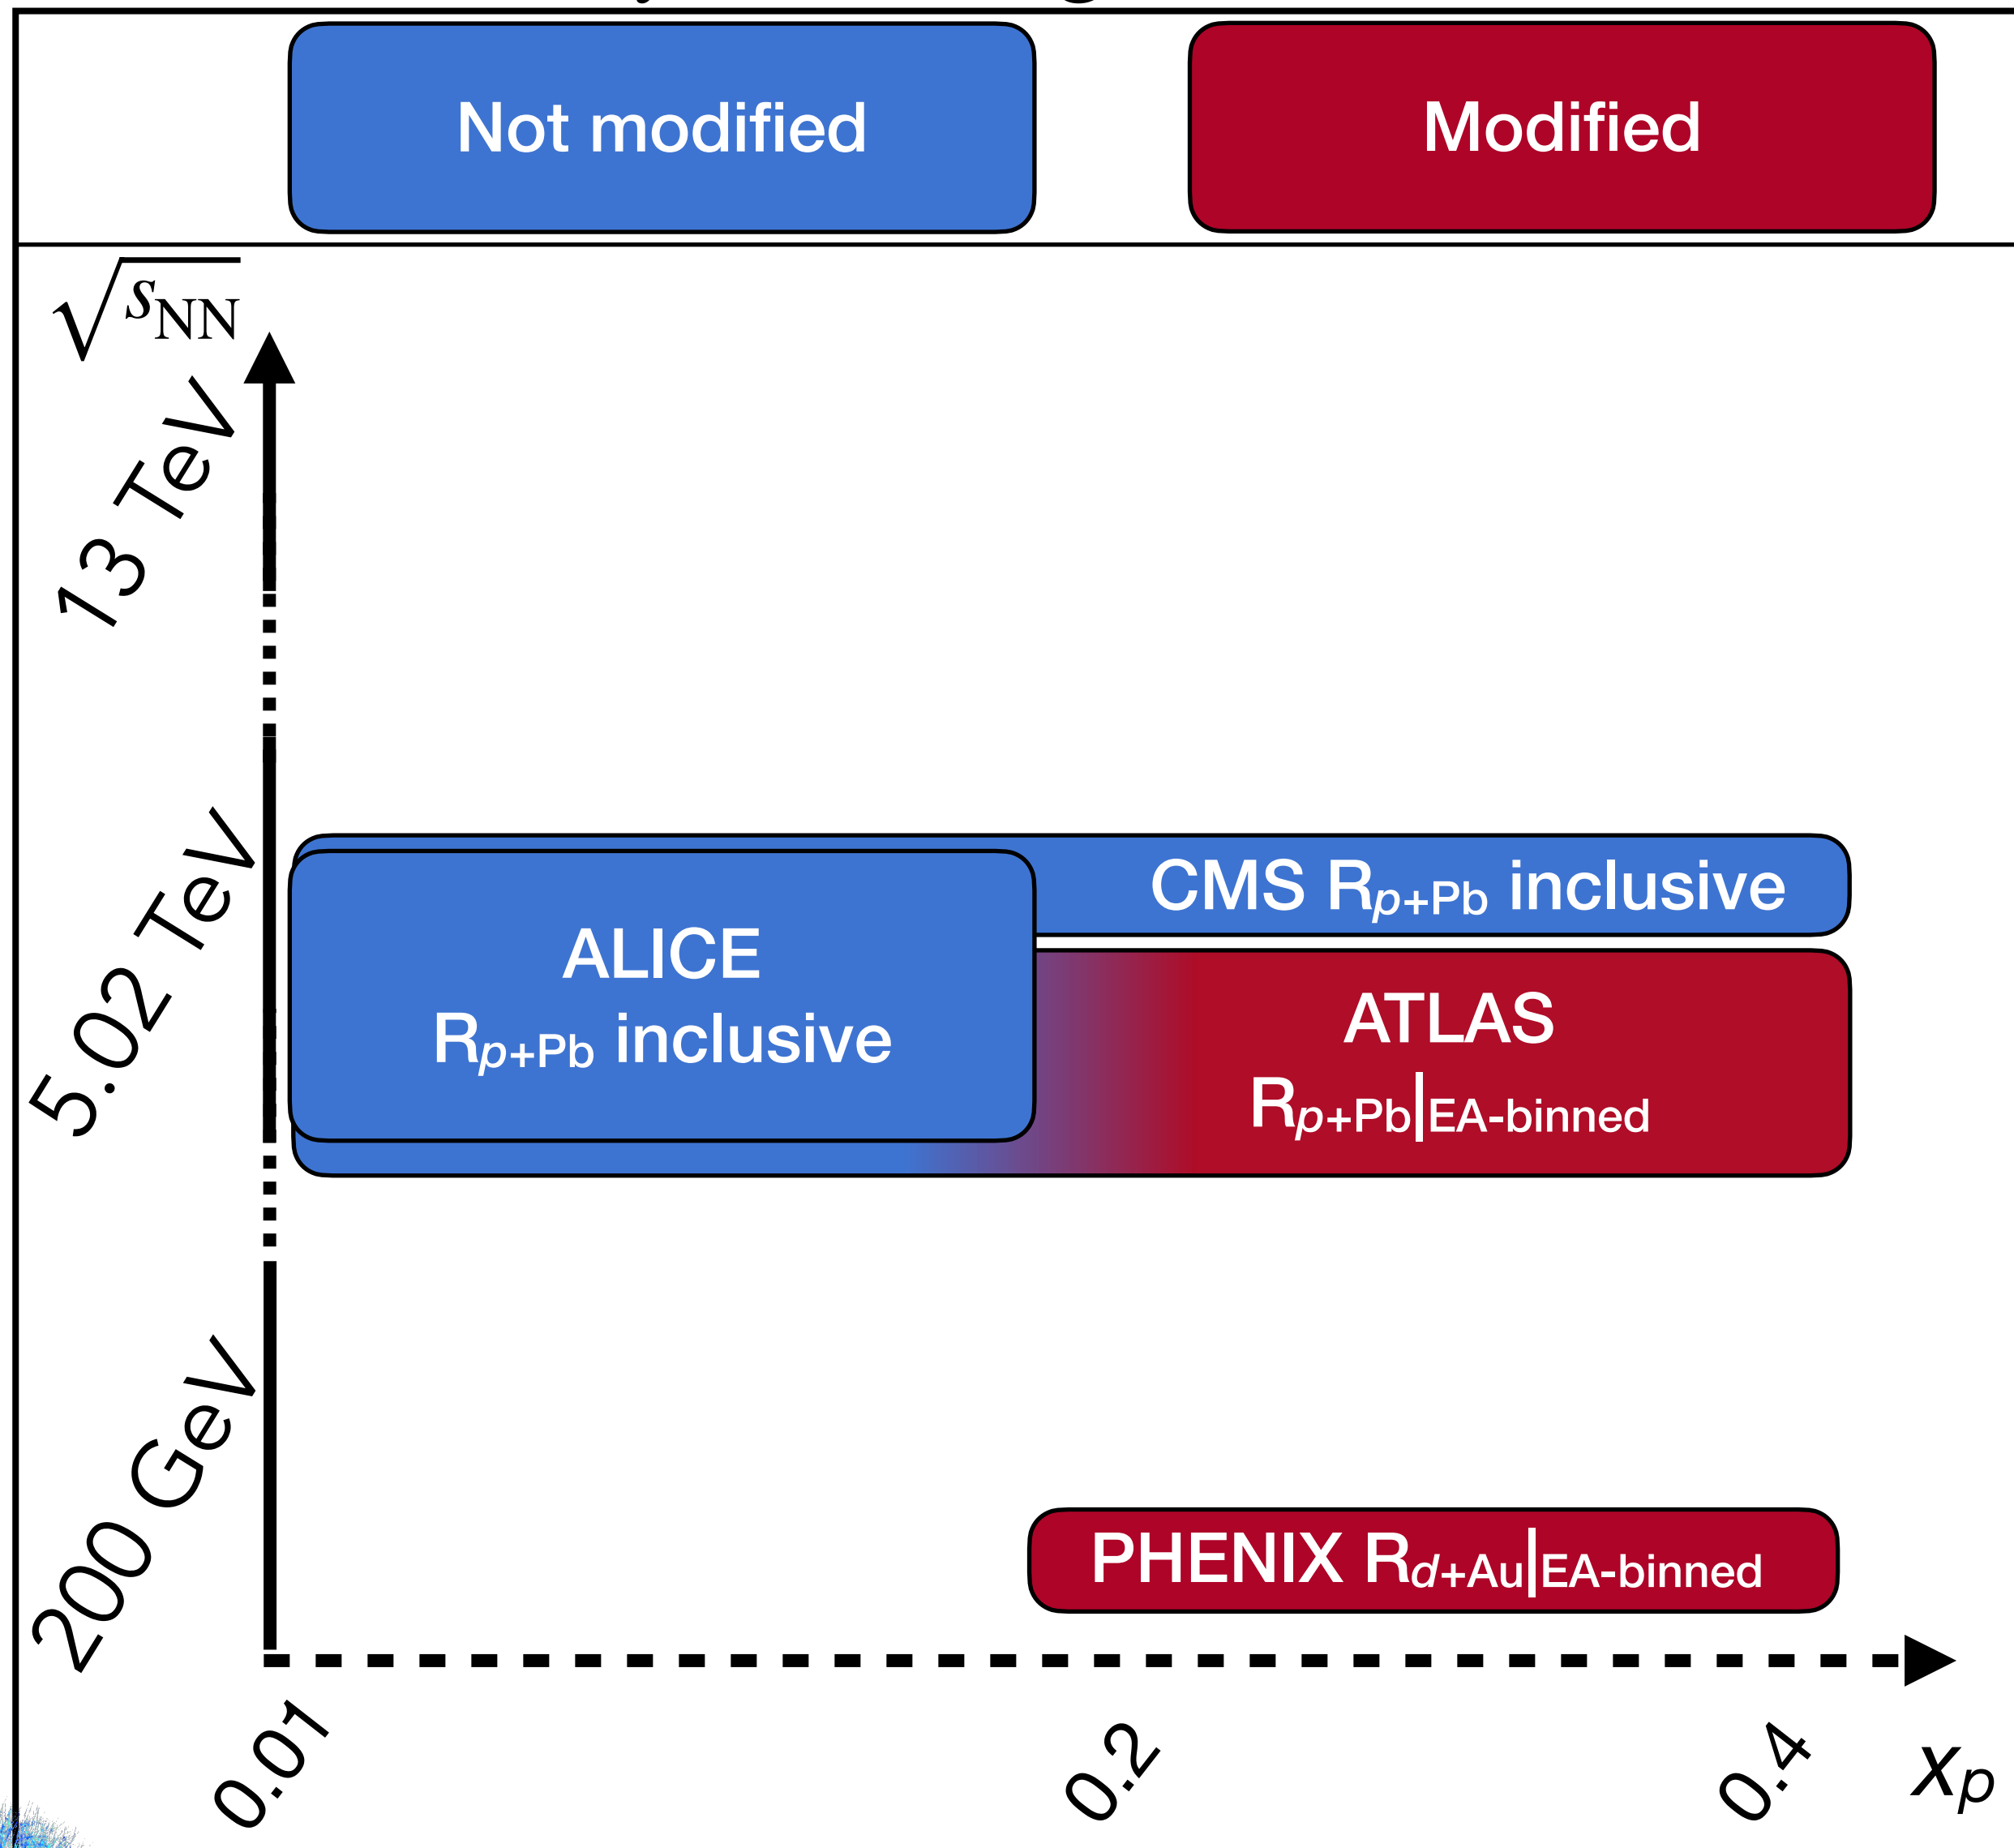 Not modified
Modified
√sNN
13 TeV
5.02 TeV
200 GeV
CMS Rp+Pb inclusive
ALICE
Rp+Pb inclusive
ATLAS
Rp+Pb|EA-binned
PHENIX Rd+Au|EA-binned
0.01
0.2
0.4
xp